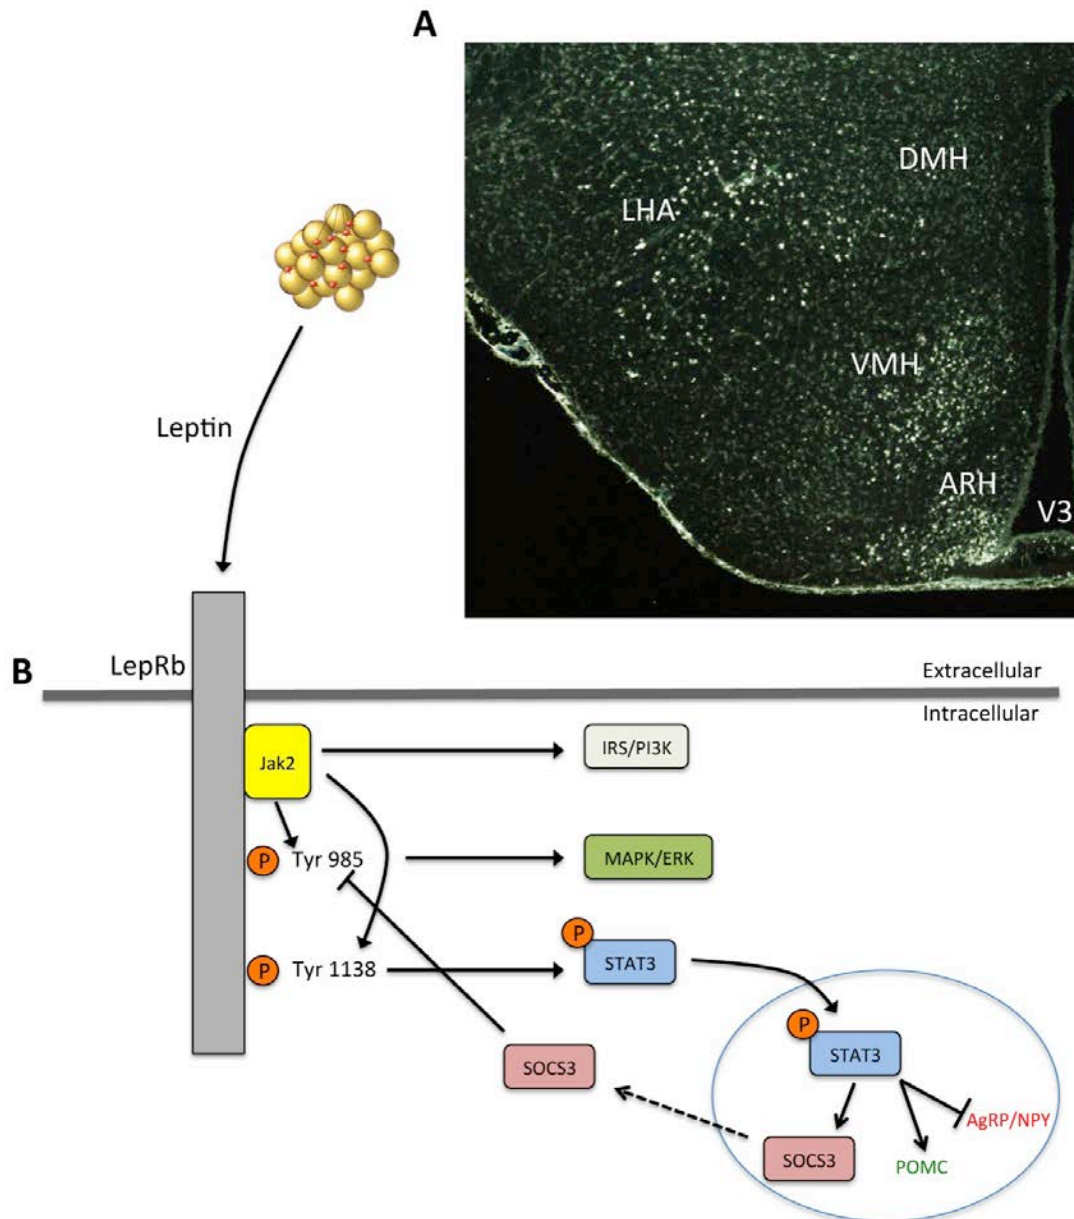 A
DMH
LHA
VMH
ARH
V3
Leptin
B
LepRb
Extracellular
Intracellular
Jak2
IRS/PI3K
P
Tyr 985
MAPK/ERK
P
Tyr 1138
P
STAT3
P
STAT3
SOCS3
AgRP/NPY
SOCS3
POMC